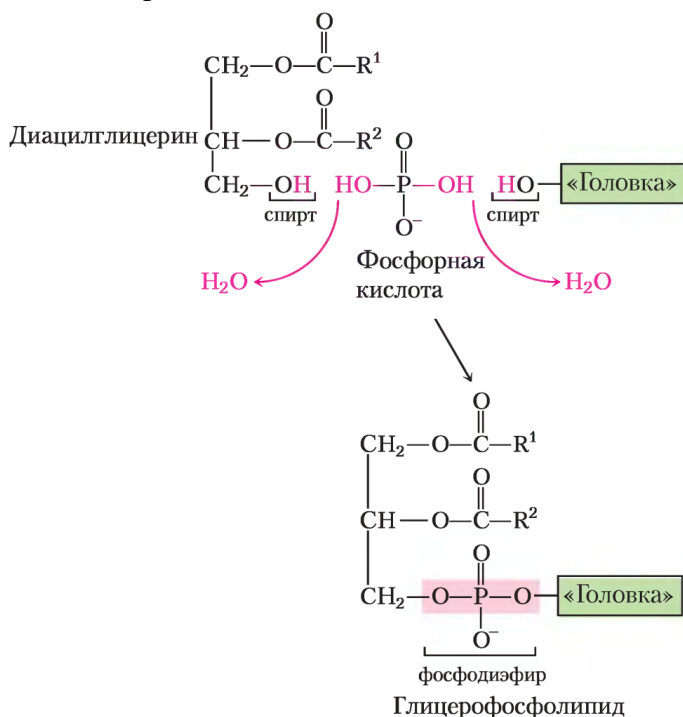 O
CH₂—O—C—R¹
O
Диацилглицерин CH—O—C—R² O
CH₂—OH HO—P—OH HO—«Головка»
спирт O⁻ спирт
H₂O Фосфорная H₂O
кислота
O
CH₂—O—C—R¹
O
CH—O—C—R²
O
CH₂—O—P—O—«Головка»
O⁻
фосфодиэфир
Глицерофосфолипид